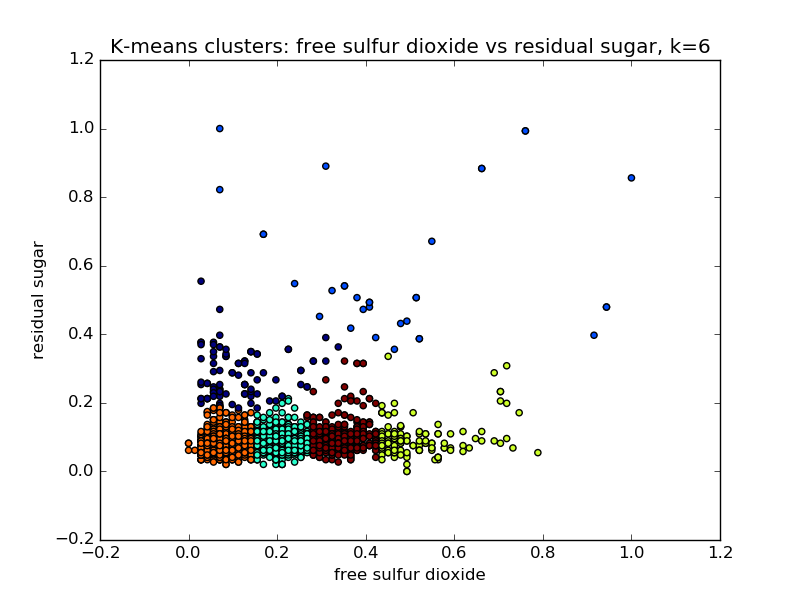 K-means clusters: free sulfur dioxide vs residual sugar, k=6
1.2
1.0
0.8
0.6
0.4
0.2
0.0
−0.2
residual sugar
−0.2 0.0 0.2 0.4 0.6 0.8 1.0 1.2
free sulfur dioxide